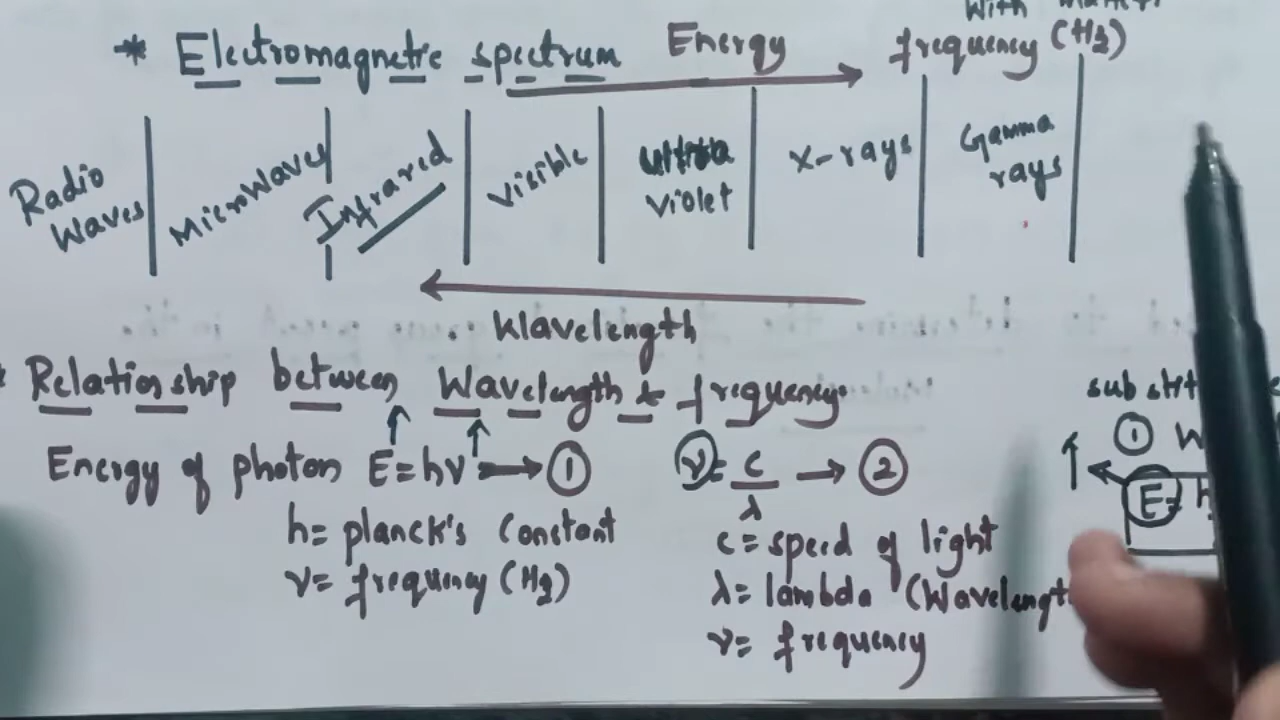 With
* Electromagnetic spectrum Energy frequency (Hz)
Radio Waves
MicroWave
Infrared
Visible
Ultra violet
X-rays
Gamma rays
Wavelength
Relationship between Wavelength & frequency
Energy of photon E=hν → ① ν = c/λ → ②
h= planck's Constant
c= speed of light
ν= frequency (Hz)
λ= lambda (Wavelength
ν= frequency
①
E= h